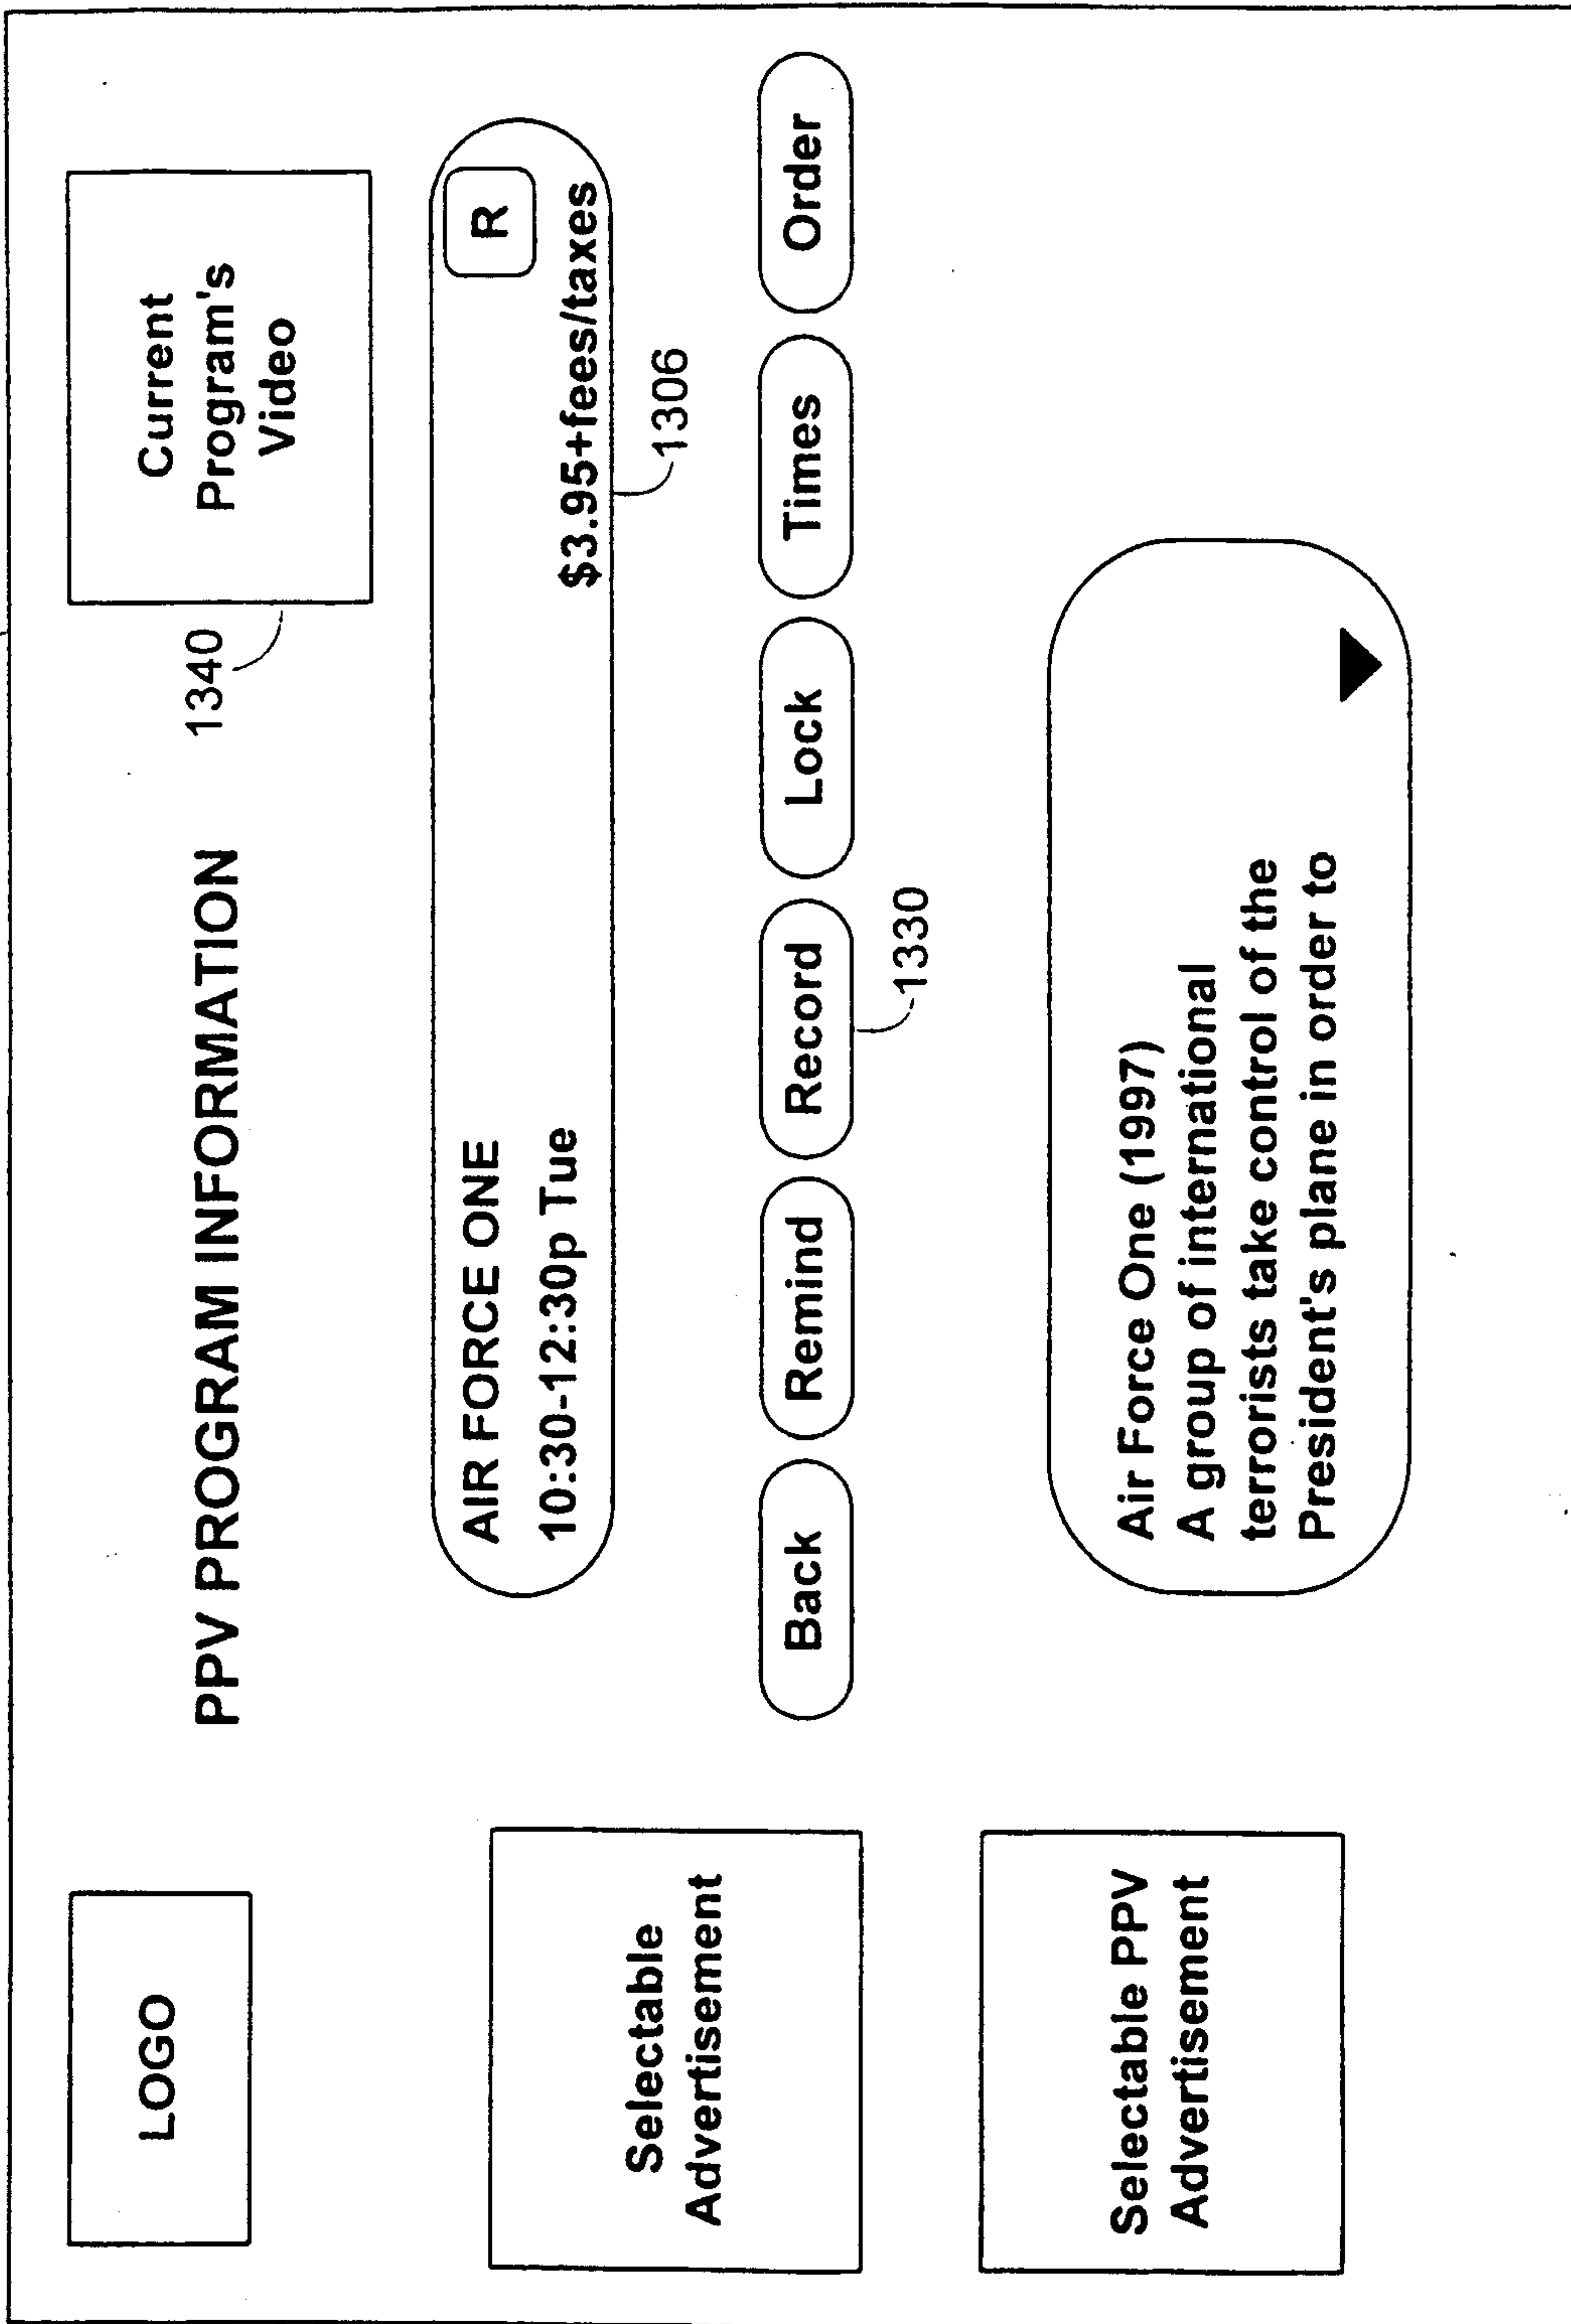 LOGO
PPV PROGRAM INFORMATION
1340
Current
Program's
Video
AIR FORCE ONE
R
10:30-12:30p Tue
$3.95+fees/taxes
1306
Selectable
Advertisement
Back
Remind
Record
Lock
Times
Order
1330
Selectable PPV
Advertisement
Air Force One (1997)
A group of international
terrorists take control of the
President's plane in order to